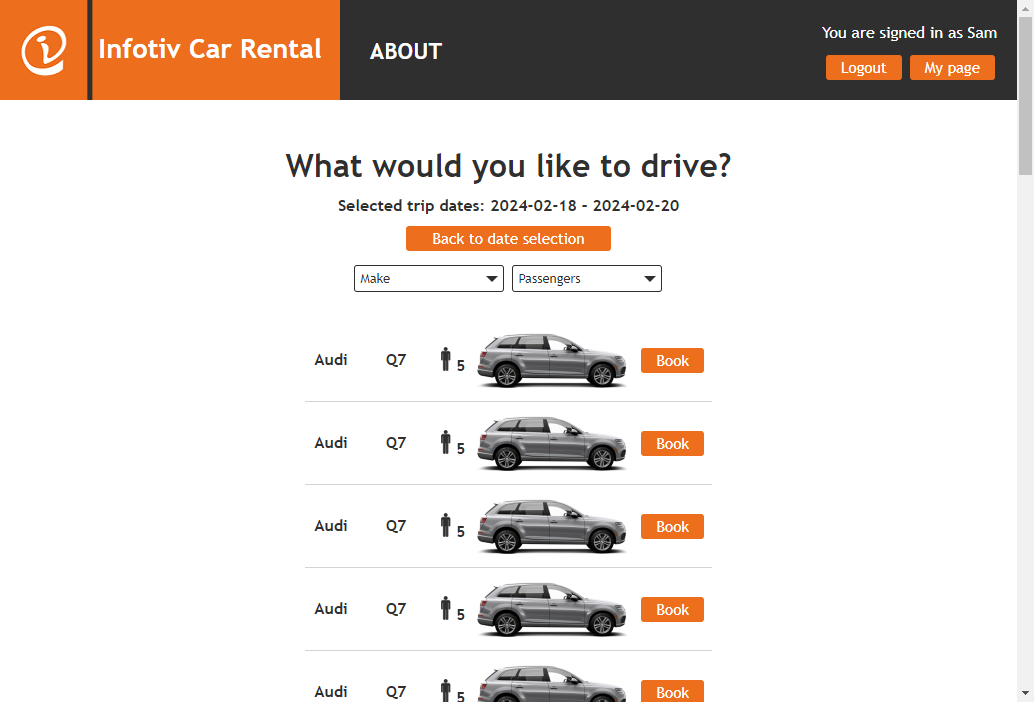 Infotiv Car Rental
ABOUT
You are signed in as Sam
Logout
My page
What would you like to drive?
Selected trip dates: 2024-02-18 – 2024-02-20
Back to date selection
Make
Passengers
Audi Q7 5 Book
Audi Q7 5 Book
Audi Q7 5 Book
Audi Q7 5 Book
Audi Q7 5 Book